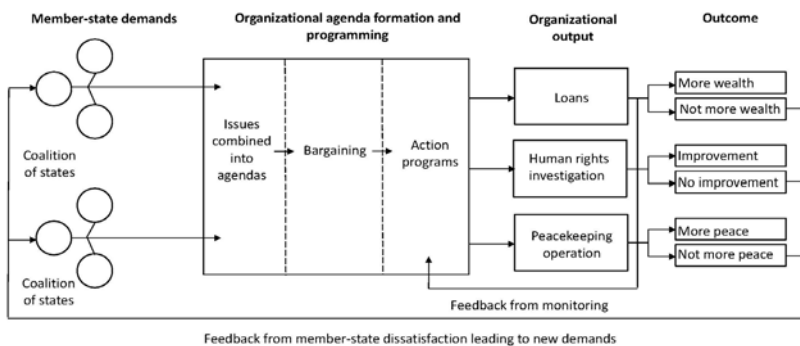 Member-state demands
Organizational agenda formation and
programming
Organizational
output
Outcome
Coalition
of states
Coalition
of states
Issues
combined
into
agendas
Bargaining
Action
programs
Loans
Human rights
investigation
Peacekeeping
operation
More wealth
Not more wealth
Improvement
No improvement
More peace
Not more peace
Feedback from monitoring
Feedback from member-state dissatisfaction leading to new demands